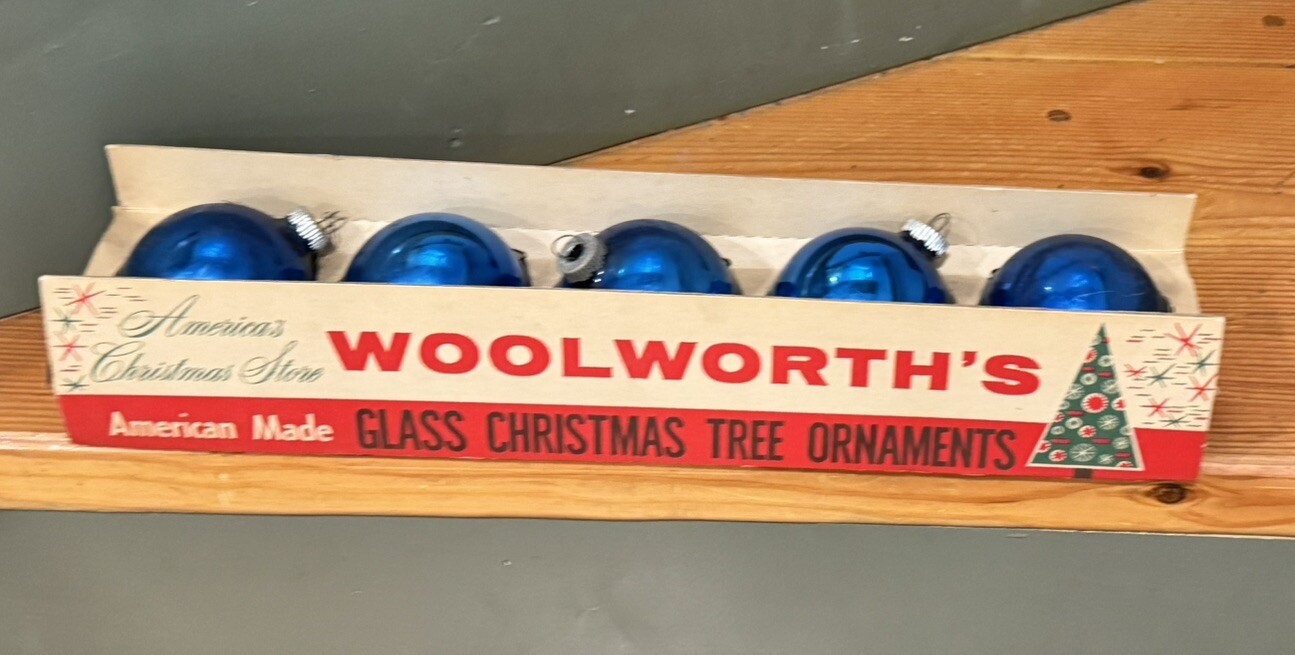 America's
Christmas Store
WOOLWORTH'S
American Made GLASS CHRISTMAS TREE ORNAMENTS